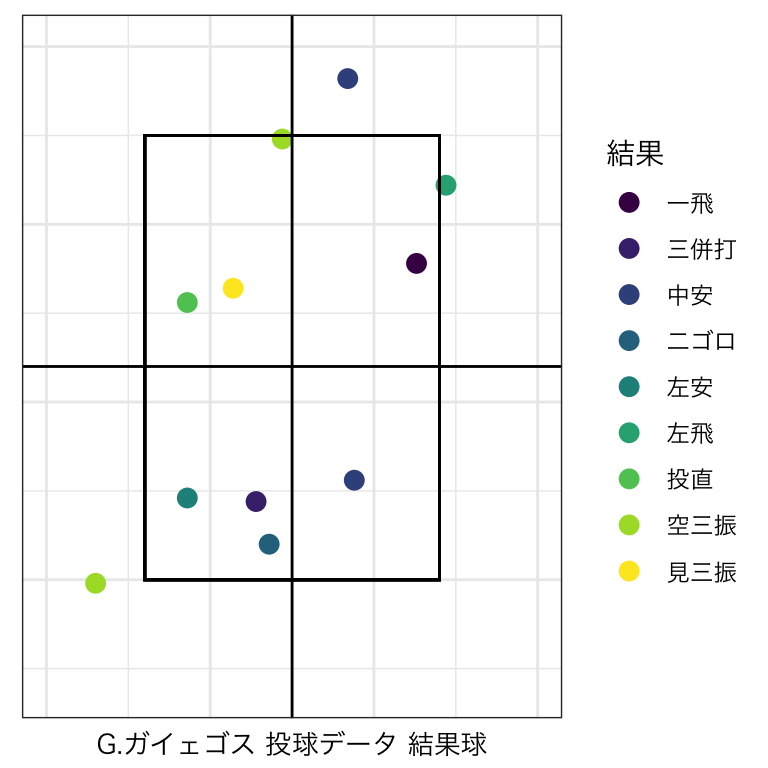 結果
一飛
三併打
中安
二ゴロ
左安
左飛
投直
空三振
見三振
G.ガイェゴス 投球データ 結果球